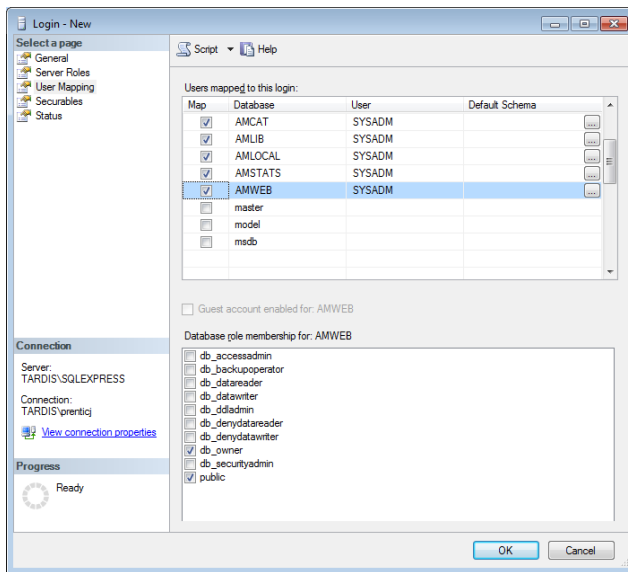 Login - New
Select a page
General
Server Roles
User Mapping
Securables
Status
Script Help
Users mapped to this login:
Map Database User Default Schema
AMCAT SYSADM ...
AMLIB SYSADM ...
AMLOCAL SYSADM ...
AMSTATS SYSADM ...
AMWEB SYSADM ...
master
model
msdb
Guest account enabled for: AMWEB
Database role membership for: AMWEB
db_accessadmin
db_backupoperator
db_datareader
db_datawriter
db_ddladmin
db_denydatareader
db_denydatawriter
db_owner
db_securityadmin
public
Connection
Server:
TARDIS\SQLEXPRESS
Connection:
TARDIS\prenticj
View connection properties
Progress
Ready
OK Cancel